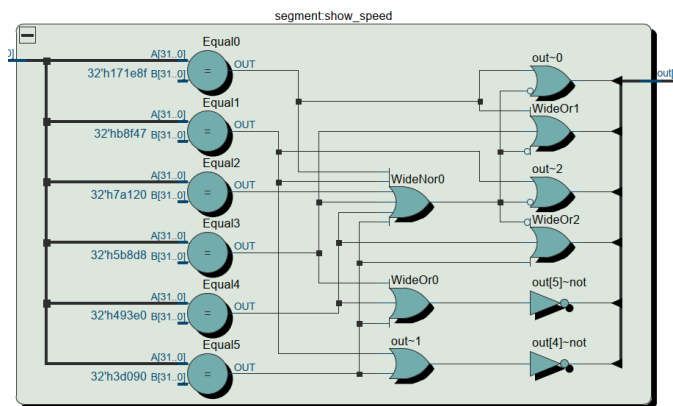 segment:show_speed
0]
Equal0
A[31..0]
32'h171e8f B[31..0]
=
OUT
Equal1
A[31..0]
32'hb8f47 B[31..0]
=
OUT
Equal2
A[31..0]
32'h7a120 B[31..0]
=
OUT
Equal3
A[31..0]
32'h5b8d8 B[31..0]
=
OUT
Equal4
A[31..0]
32'h493e0 B[31..0]
=
OUT
Equal5
A[31..0]
32'h3d090 B[31..0]
=
OUT
WideNor0
WideOr0
out~1
out~0
out[
WideOr1
out~2
WideOr2
out[5]~not
out[4]~not